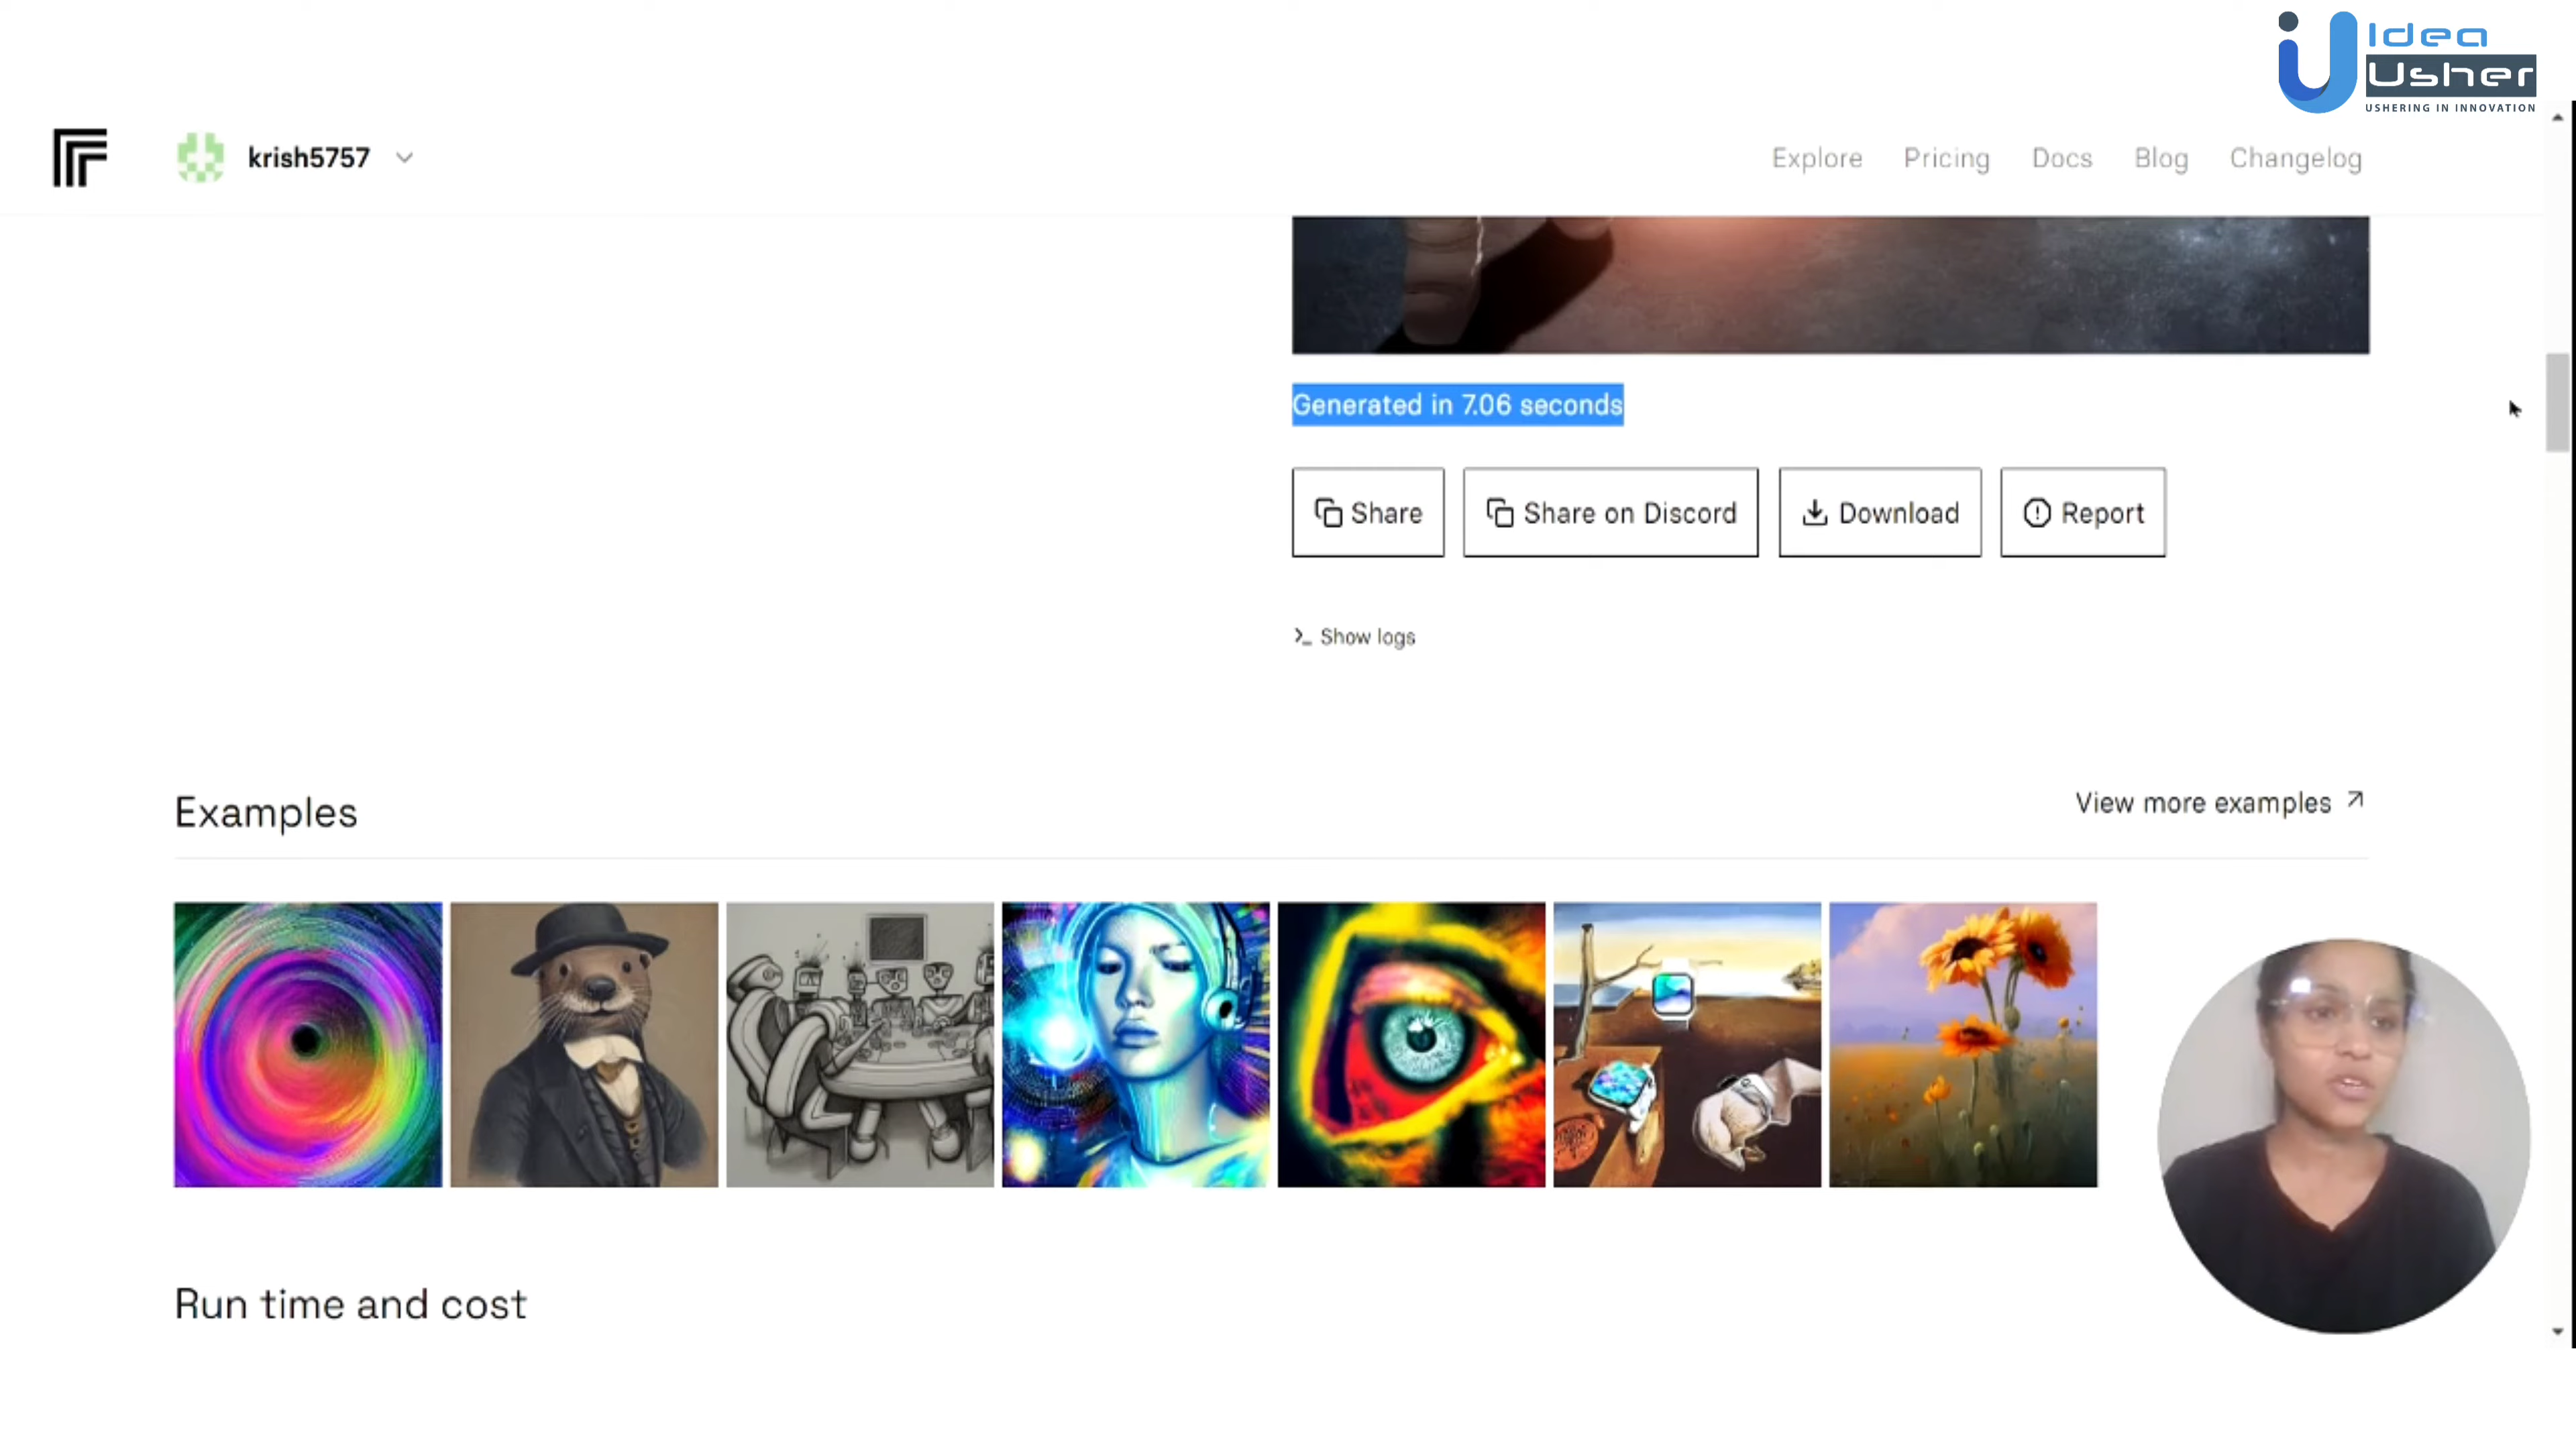 Idea
Usher
USHERING IN INNOVATION
krish5757
Explore Pricing Docs Blog Changelog
Generated in 7.06 seconds
Share Share on Discord Download Report
Show logs
Examples
View more examples
Run time and cost